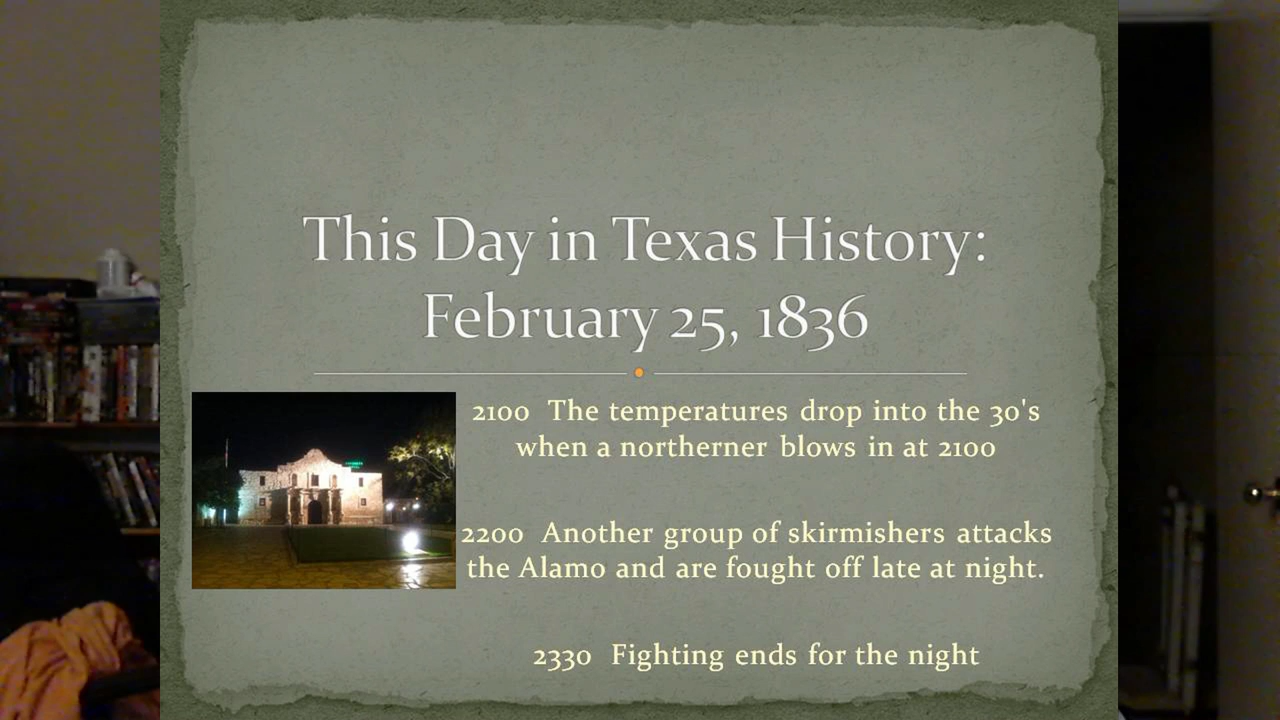 This Day in Texas History:
February 25, 1836
2100 The temperatures drop into the 30's
when a northerner blows in at 2100
2200 Another group of skirmishers attacks
the Alamo and are fought off late at night.
2330 Fighting ends for the night